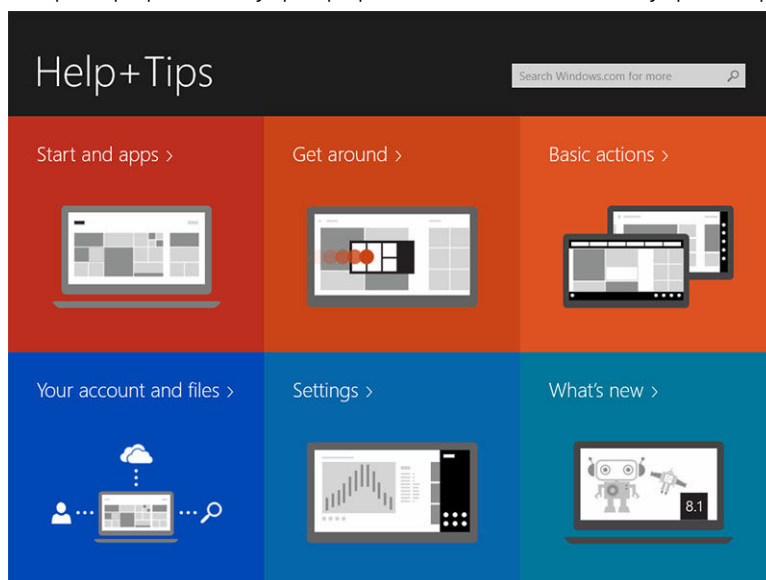 Help+Tips
Search Windows.com for more
Start and apps >
Get around >
Basic actions >
Your account and files >
Settings >
What's new >
8.1